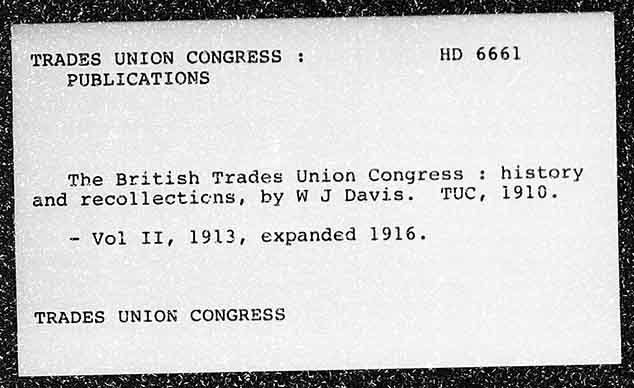 TRADES UNION CONGRESS : HD 6661
PUBLICATIONS
The British Trades Union Congress : history
and recollections, by W J Davis. TUC, 1910.
- Vol II, 1913, expanded 1916.
TRADES UNION CONGRESS